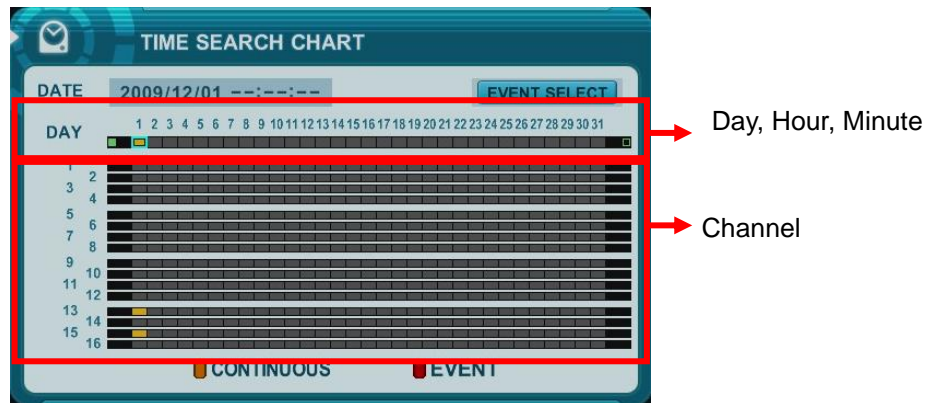 TIME SEARCH CHART
DATE 2009/12/01 --:--:-- EVENT SELECT
DAY 1 2 3 4 5 6 7 8 9 10 11 12 13 14 15 16 17 18 19 20 21 22 23 24 25 26 27 28 29 30 31
Day, Hour, Minute
1
2
3
4
5
6
7
8
9
10
11
12
13
14
15
16
Channel
CONTINUOUS EVENT